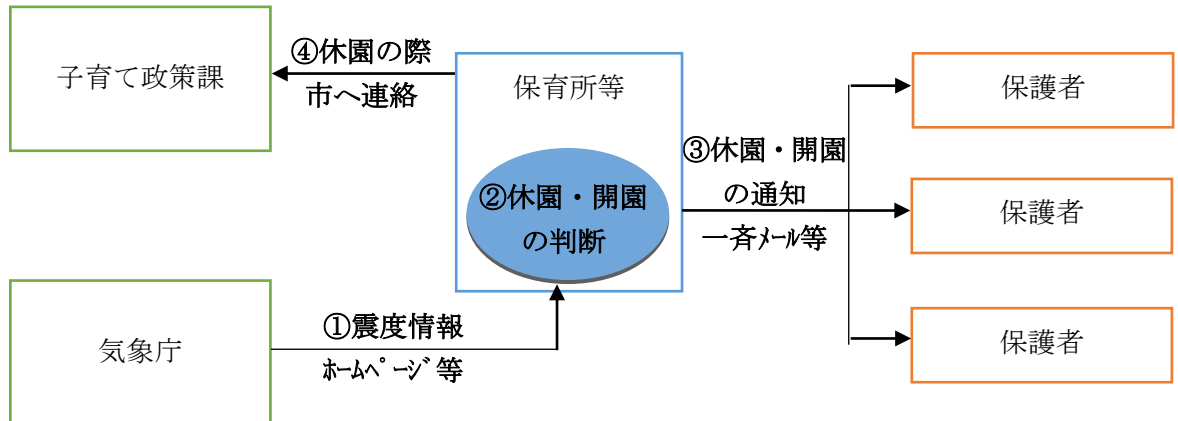 子育て政策課
④休園の際
市へ連絡
保育所等
②休園・開園
の判断
③休園・開園
の通知
一斉ﾒｰﾙ等
保護者
保護者
保護者
気象庁
①震度情報
ﾎｰﾑﾍﾟｰｼﾞ等